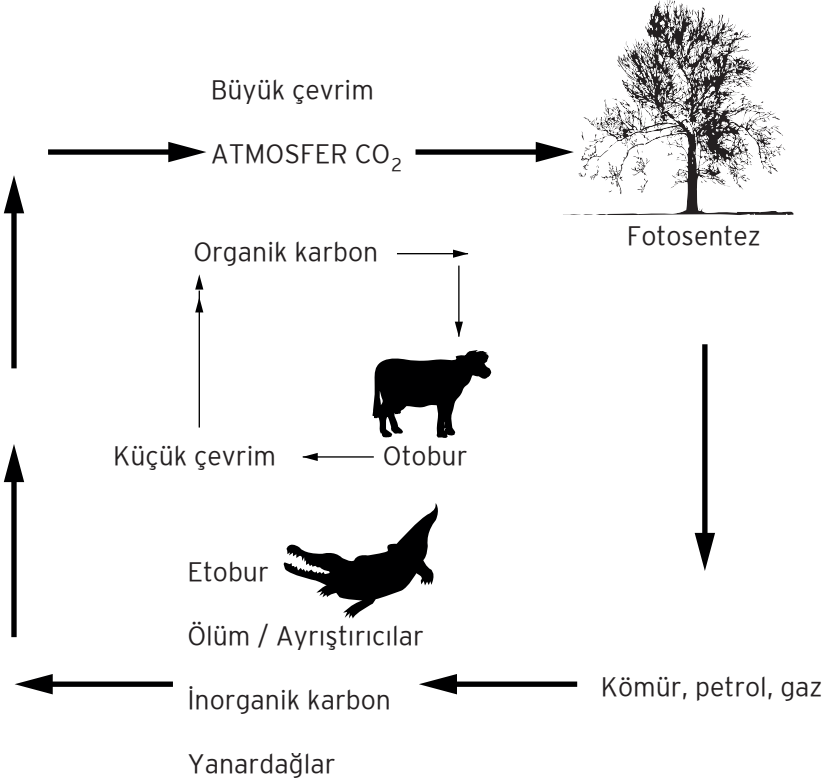 Büyük çevrim
ATMOSFER CO₂
Fotosentez
Organik karbon
Küçük çevrim
Otobur
Etobur
Ölüm / Ayrıştırıcılar
İnorganik karbon
Kömür, petrol, gaz
Yanardağlar